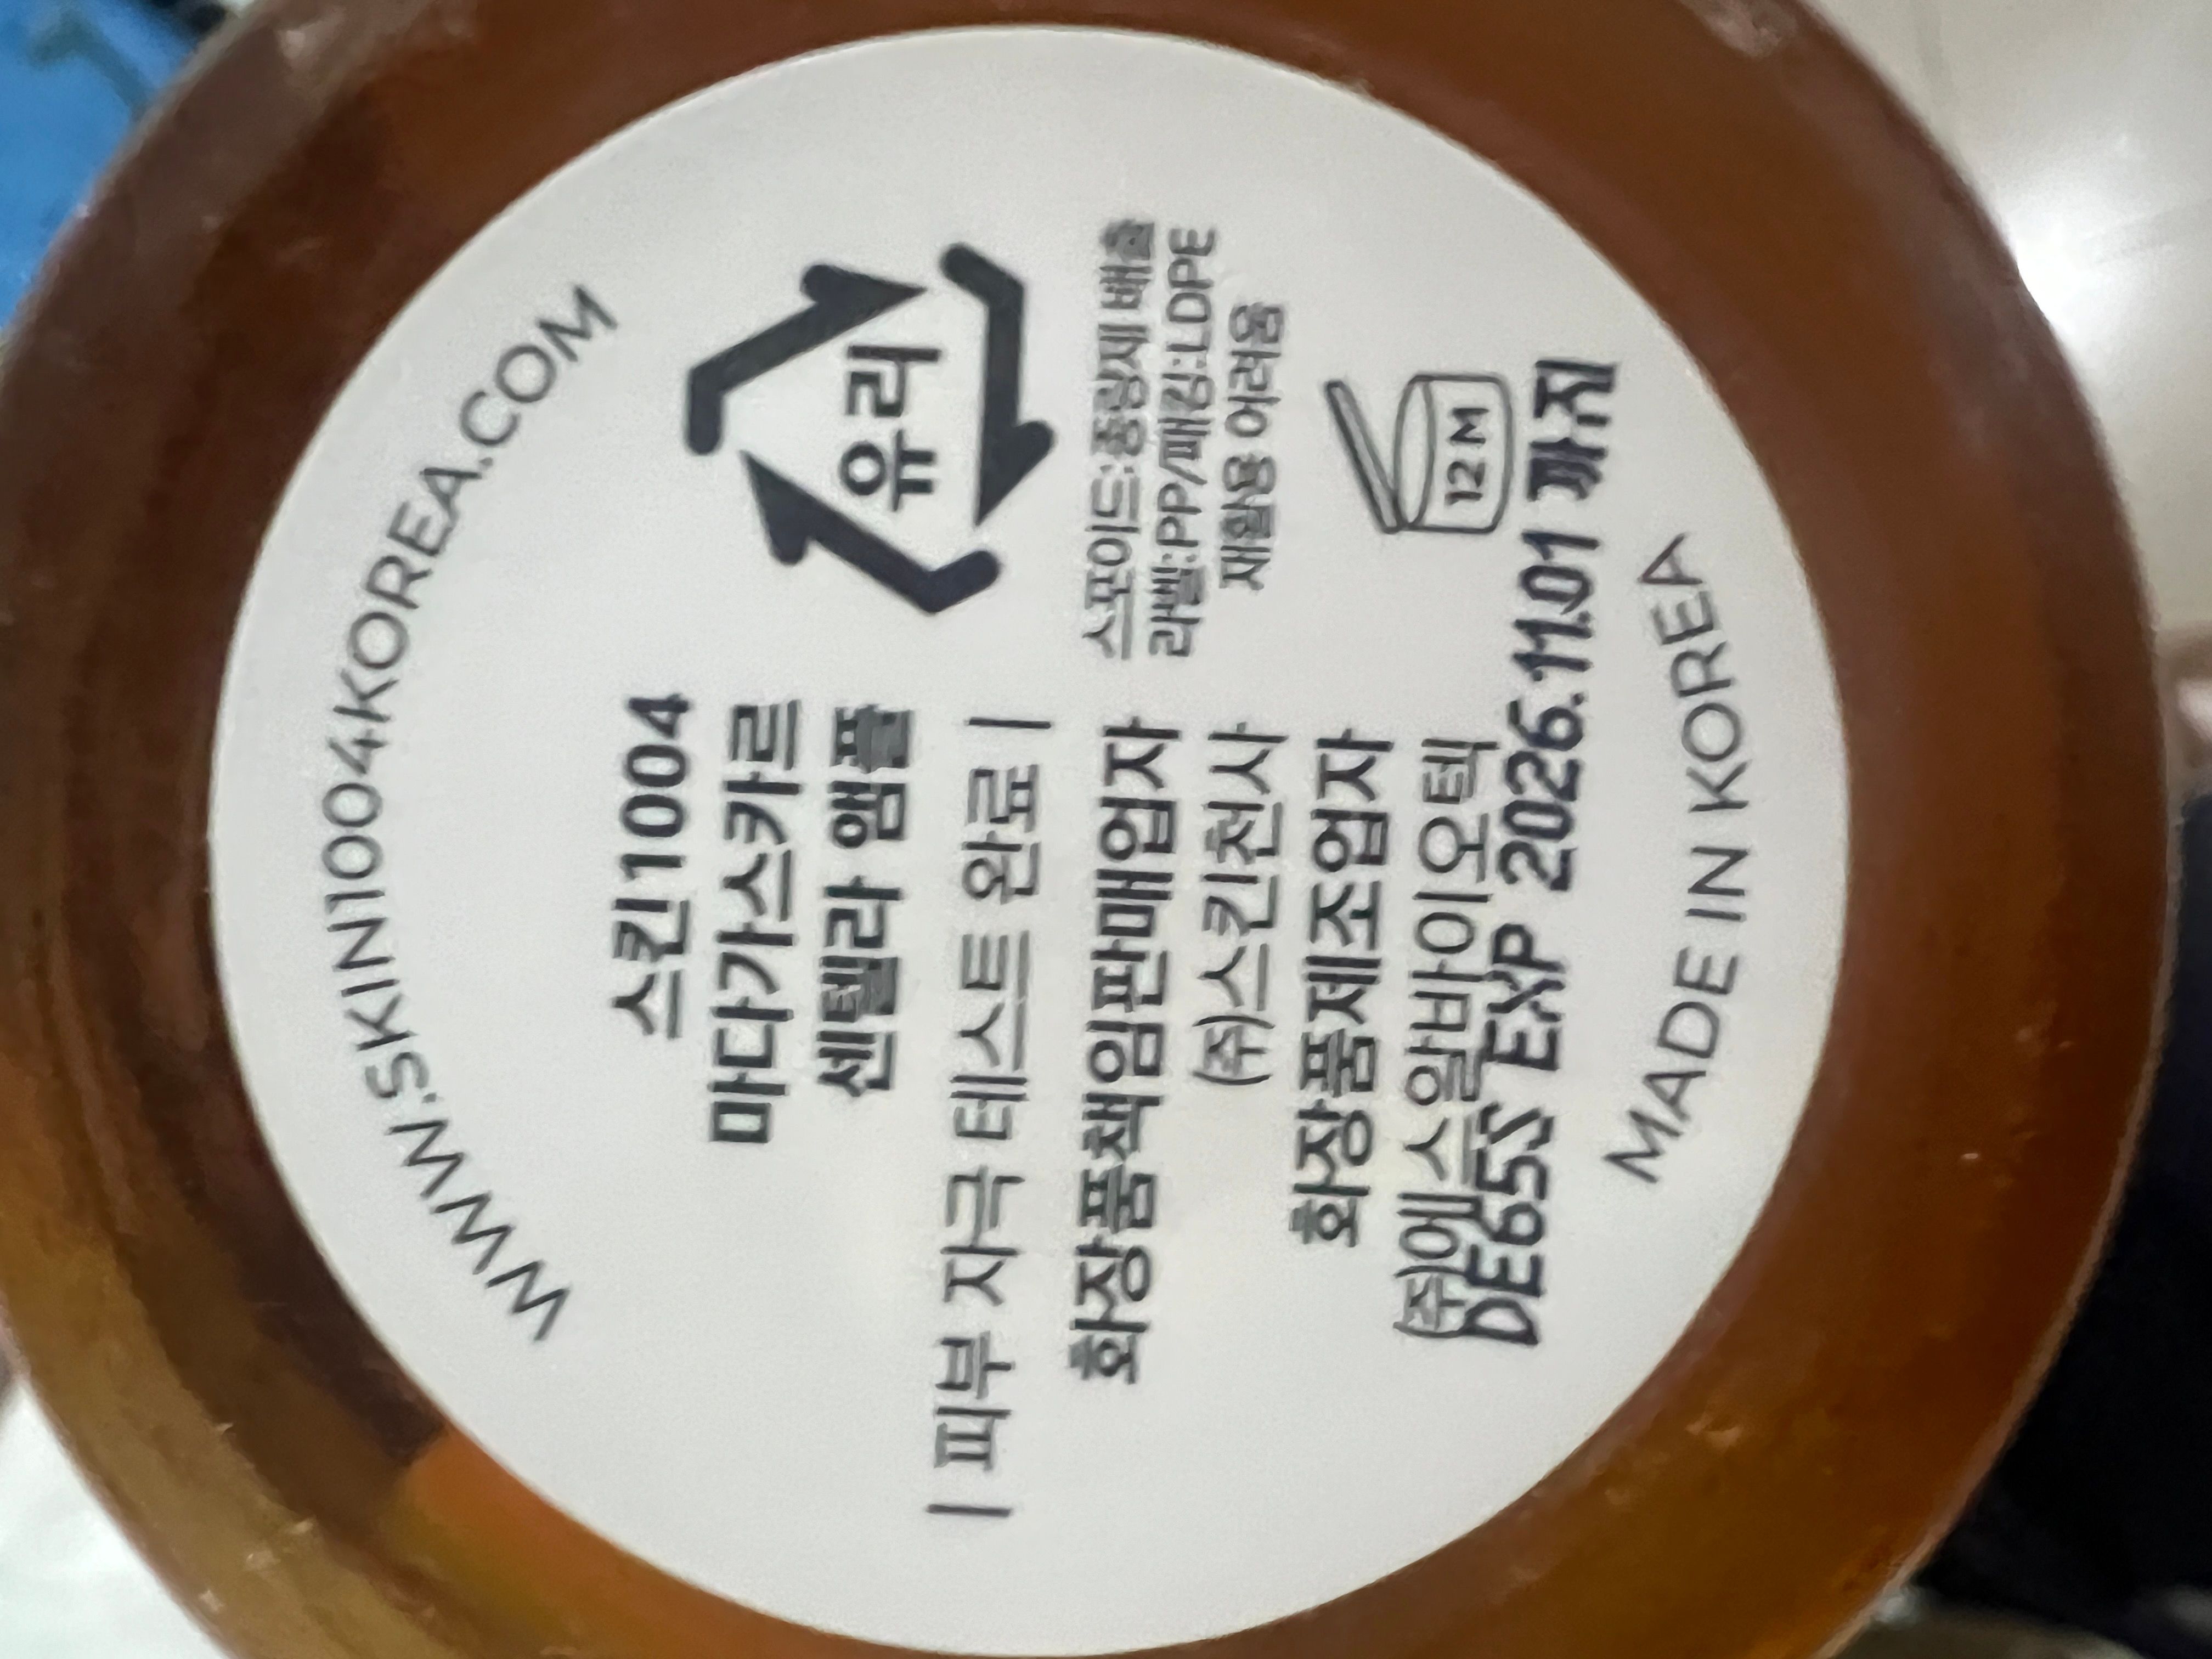 WWW.SKIN1004KOREA.COM
스킨1004
마다가스카르
센텔라 앰플
| 피부 자극 테스트 완료 |
화장품책임판매업자
(주)스킨천사
화장품제조업자
(주)에스알바이오텍
유리
스포이드:종량제 배출
라벨:PP/패킹:LDPE
재활용 어려움
12M
DE65S EXP 2026.11.01 까지
MADE IN KOREA